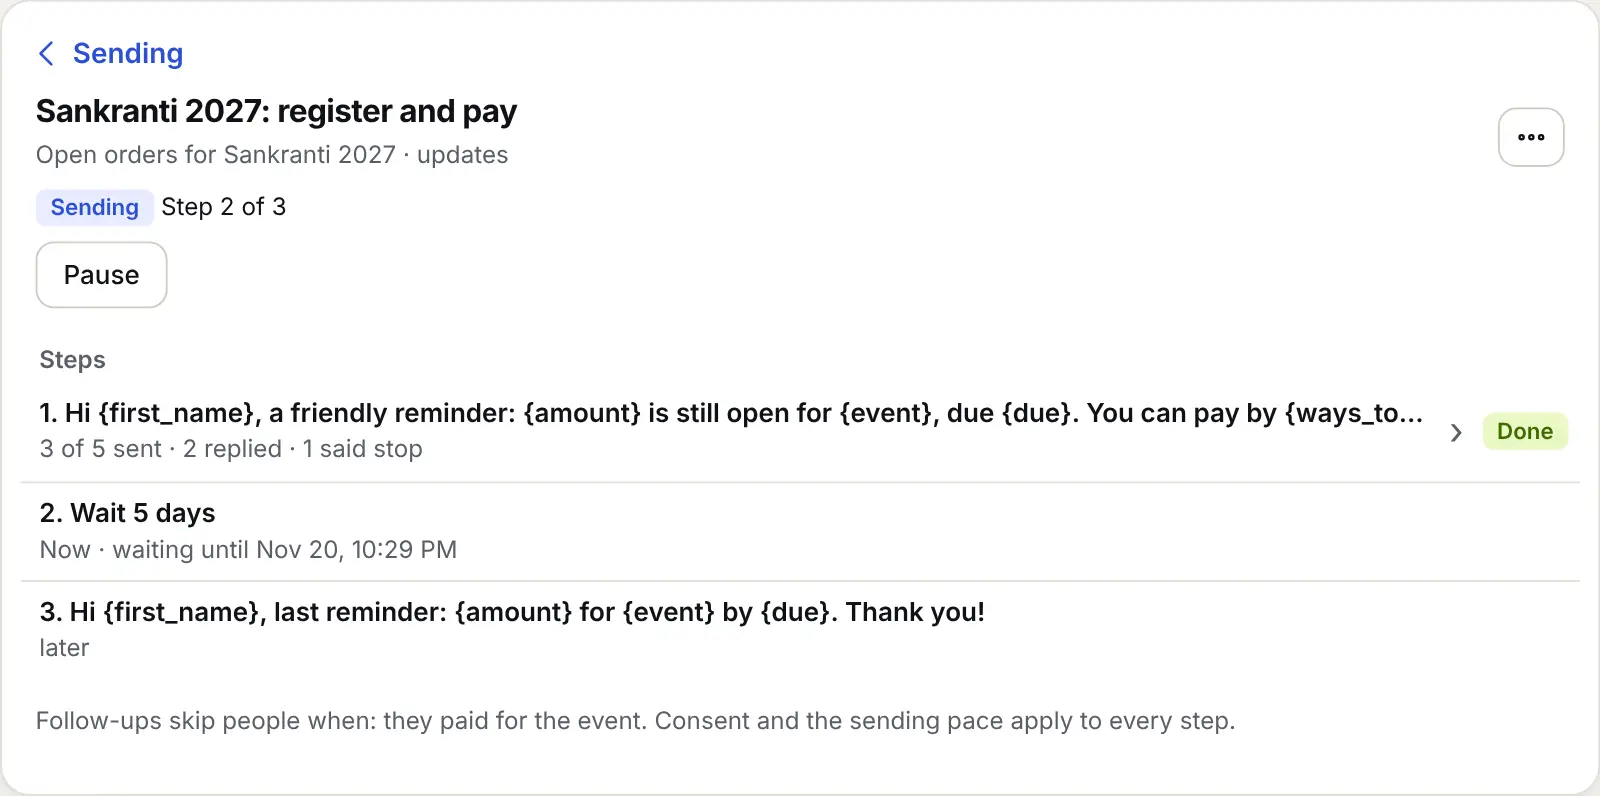 Sending
Sankranti 2027: register and pay
Open orders for Sankranti 2027 · updates
Sending Step 2 of 3
Pause
Steps
1. Hi {first_name}, a friendly reminder: {amount} is still open for {event}, due {due}. You can pay by {ways_to...
3 of 5 sent · 2 replied · 1 said stop
Done
2. Wait 5 days
Now · waiting until Nov 20, 10:29 PM
3. Hi {first_name}, last reminder: {amount} for {event} by {due}. Thank you!
later
Follow-ups skip people when: they paid for the event. Consent and the sending pace apply to every step.